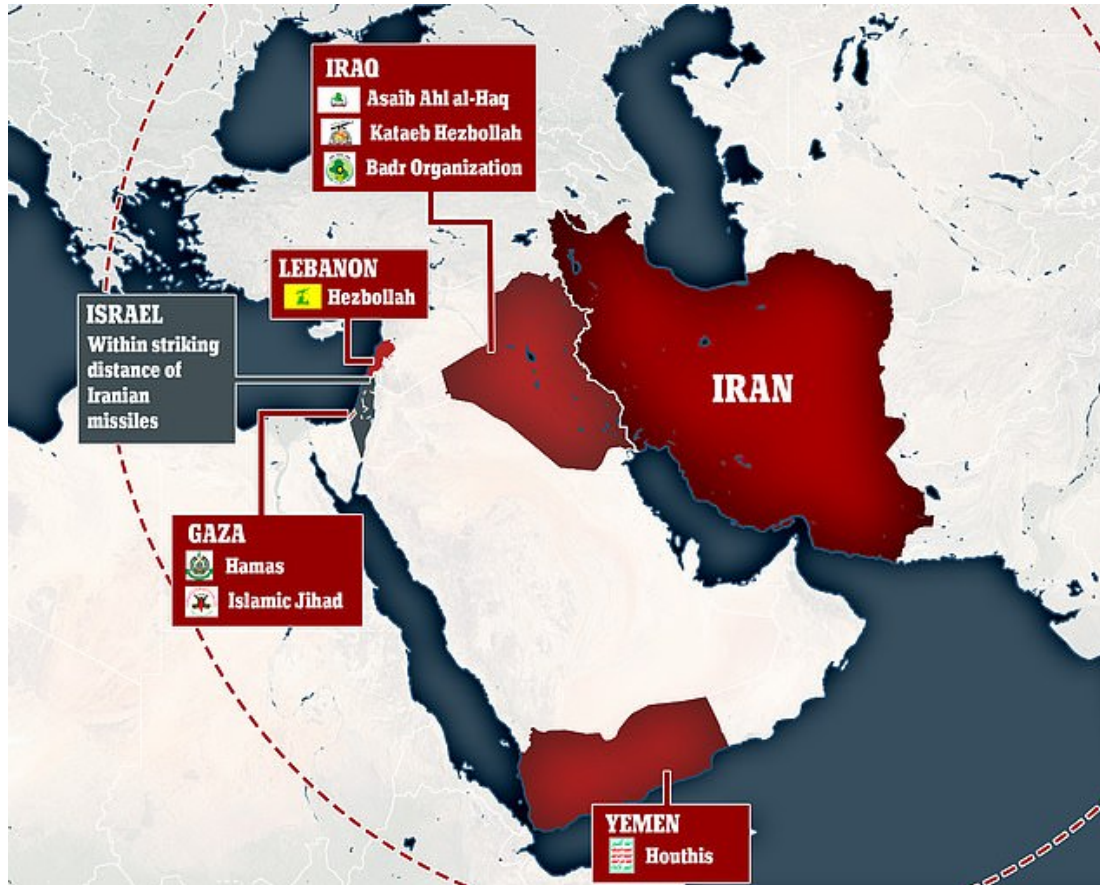 IRAQ
Asaib Ahl al-Haq
Kataeb Hezbollah
Badr Organization
LEBANON
Hezbollah
ISRAEL
Within striking
distance of
Iranian
missiles
IRAN
GAZA
Hamas
Islamic Jihad
YEMEN
Houthis